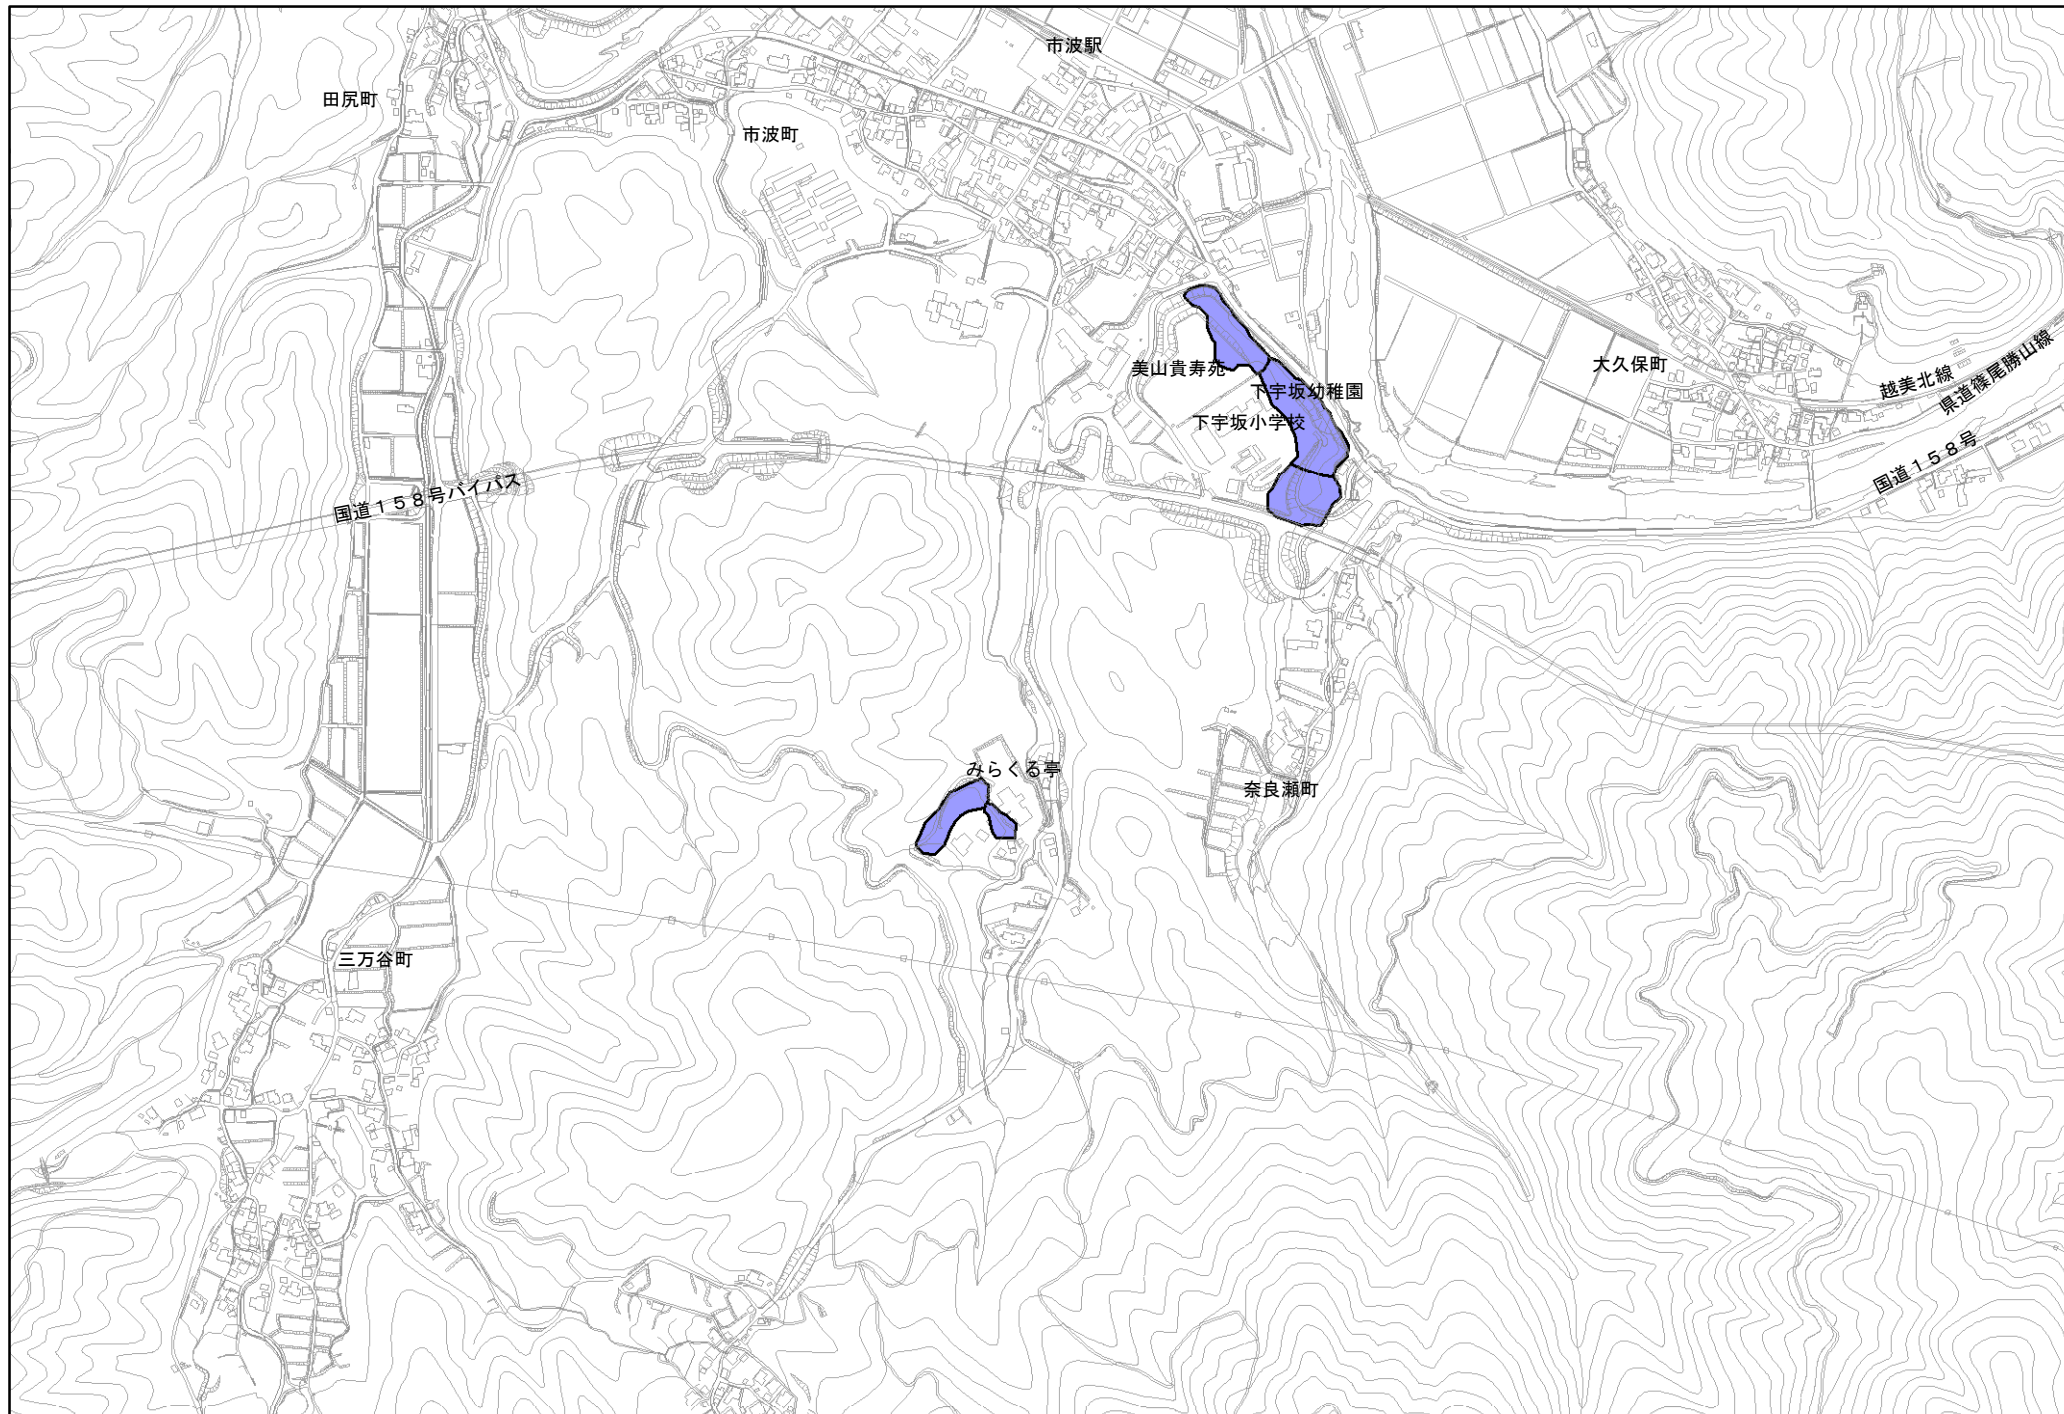 市波駅
田尻町
市波町
美山貴寿苑
大久保町
越美北線
県道篠尾勝山線
下宇坂幼稚園
下宇坂小学校
国道158号
国道158号バイパス
みらくる亭
奈良瀬町
三万谷町